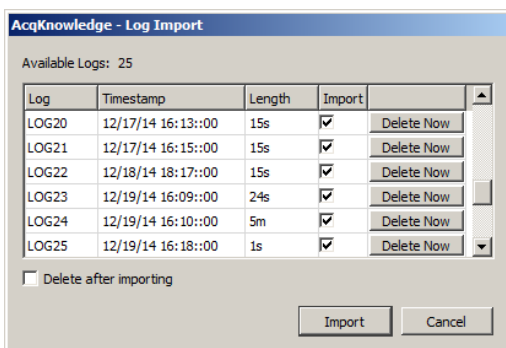 AcqKnowledge - Log Import
Available Logs: 25
Log Timestamp Length Import
LOG20 12/17/14 16:13::00 15s Delete Now
LOG21 12/17/14 16:15::00 15s Delete Now
LOG22 12/18/14 18:17::00 15s Delete Now
LOG23 12/19/14 16:09::00 24s Delete Now
LOG24 12/19/14 16:10::00 5m Delete Now
LOG25 12/19/14 16:18::00 1s Delete Now
Delete after importing
Import Cancel